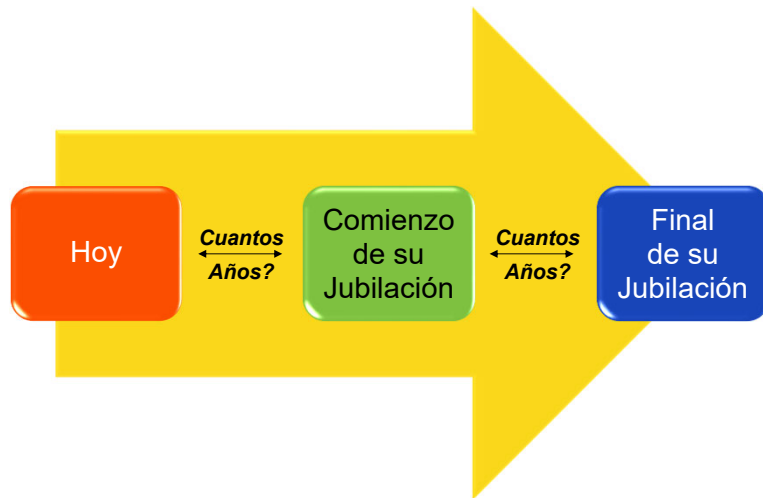 Hoy
Cuantos
Años?
Comienzo
de su
Jubilación
Cuantos
Años?
Final
de su
Jubilación